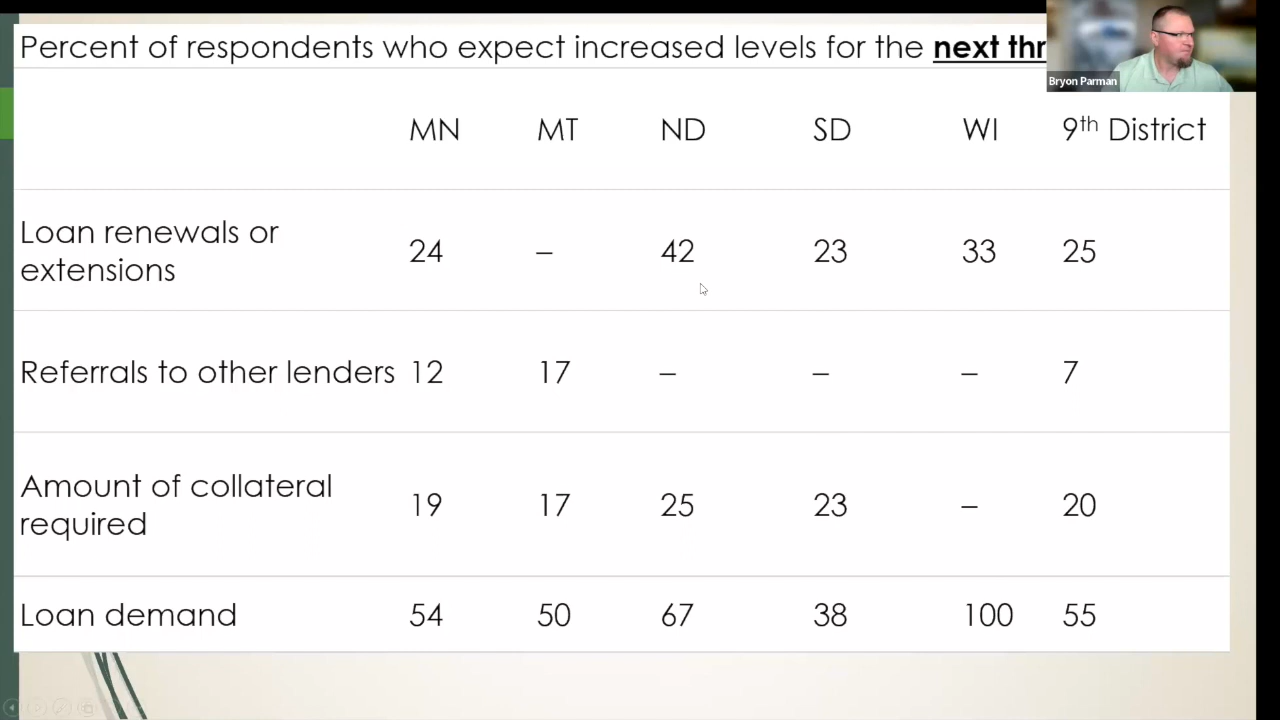 Percent of respondents who expect increased levels for the next thr
Bryon Parman
MN MT ND SD WI 9th District
Loan renewals or
extensions
24 – 42 23 33 25
Referrals to other lenders 12 17 – – – 7
Amount of collateral
required
19 17 25 23 – 20
Loan demand 54 50 67 38 100 55